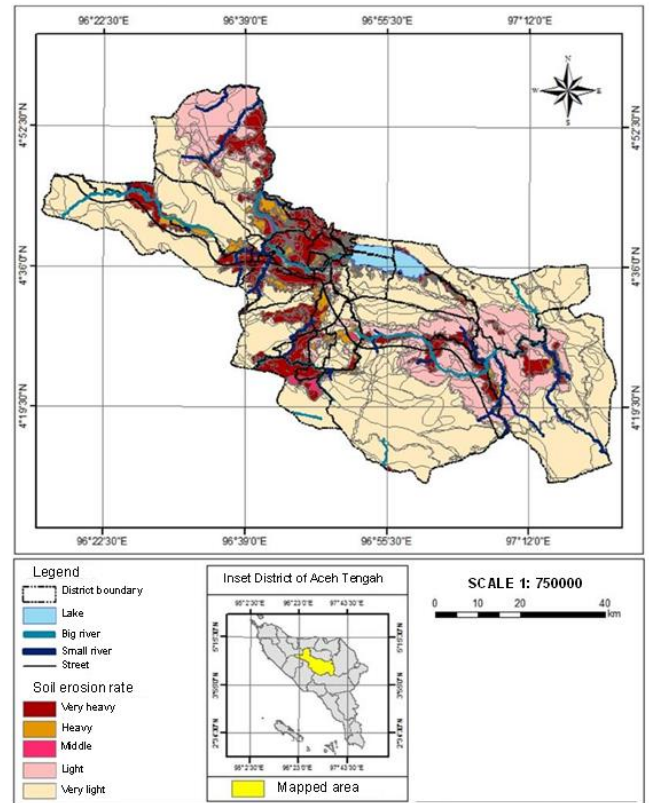 96°22'30"E 96°39'0"E 96°55'30"E 97°12'0"E
N
W E
S
4°52'30"N 4°52'30"N
4°36'0"N 4°36'0"N
4°19'30"N 4°19'30"N
96°22'30"E 96°39'0"E 96°55'30"E 97°12'0"E
Legend
District boundary
Lake
Big river
Small river
Street
Soil erosion rate
Very heavy
Heavy
Middle
Light
Very light
Inset District of Aceh Tengah
Mapped area
SCALE 1: 750000
0 10 20 40
km